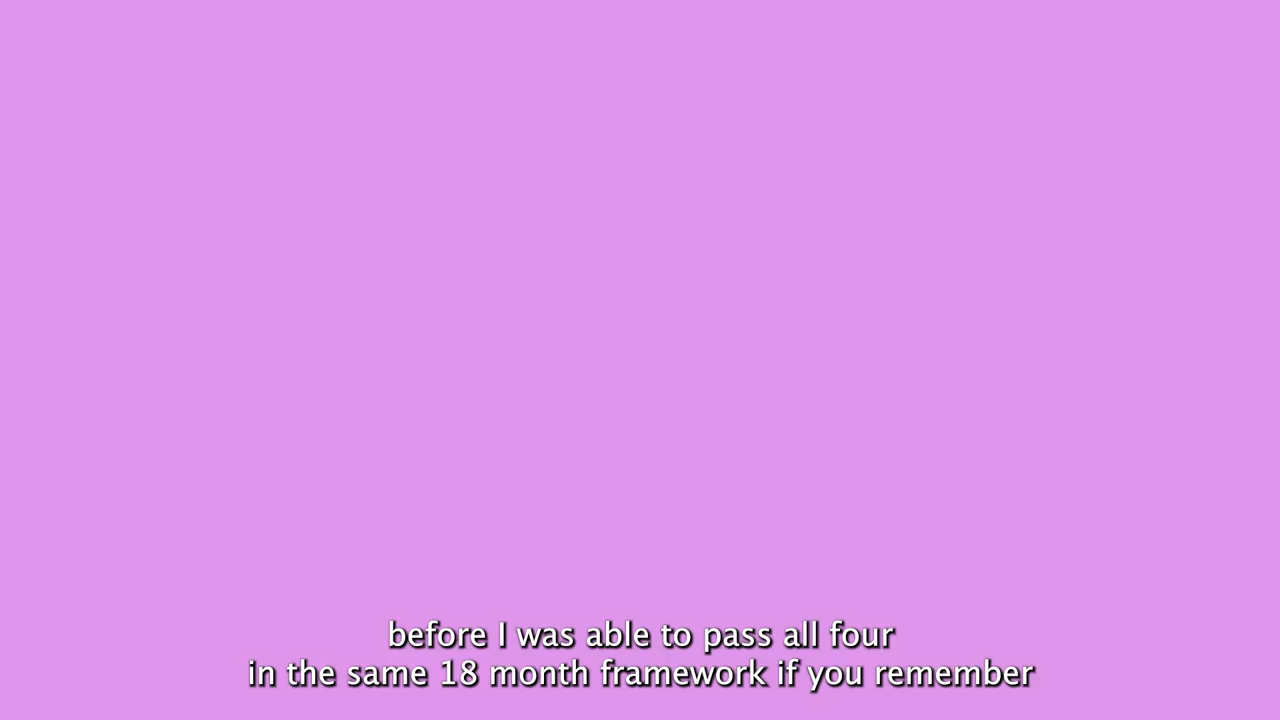 before I was able to pass all four
in the same 18 month framework if you remember